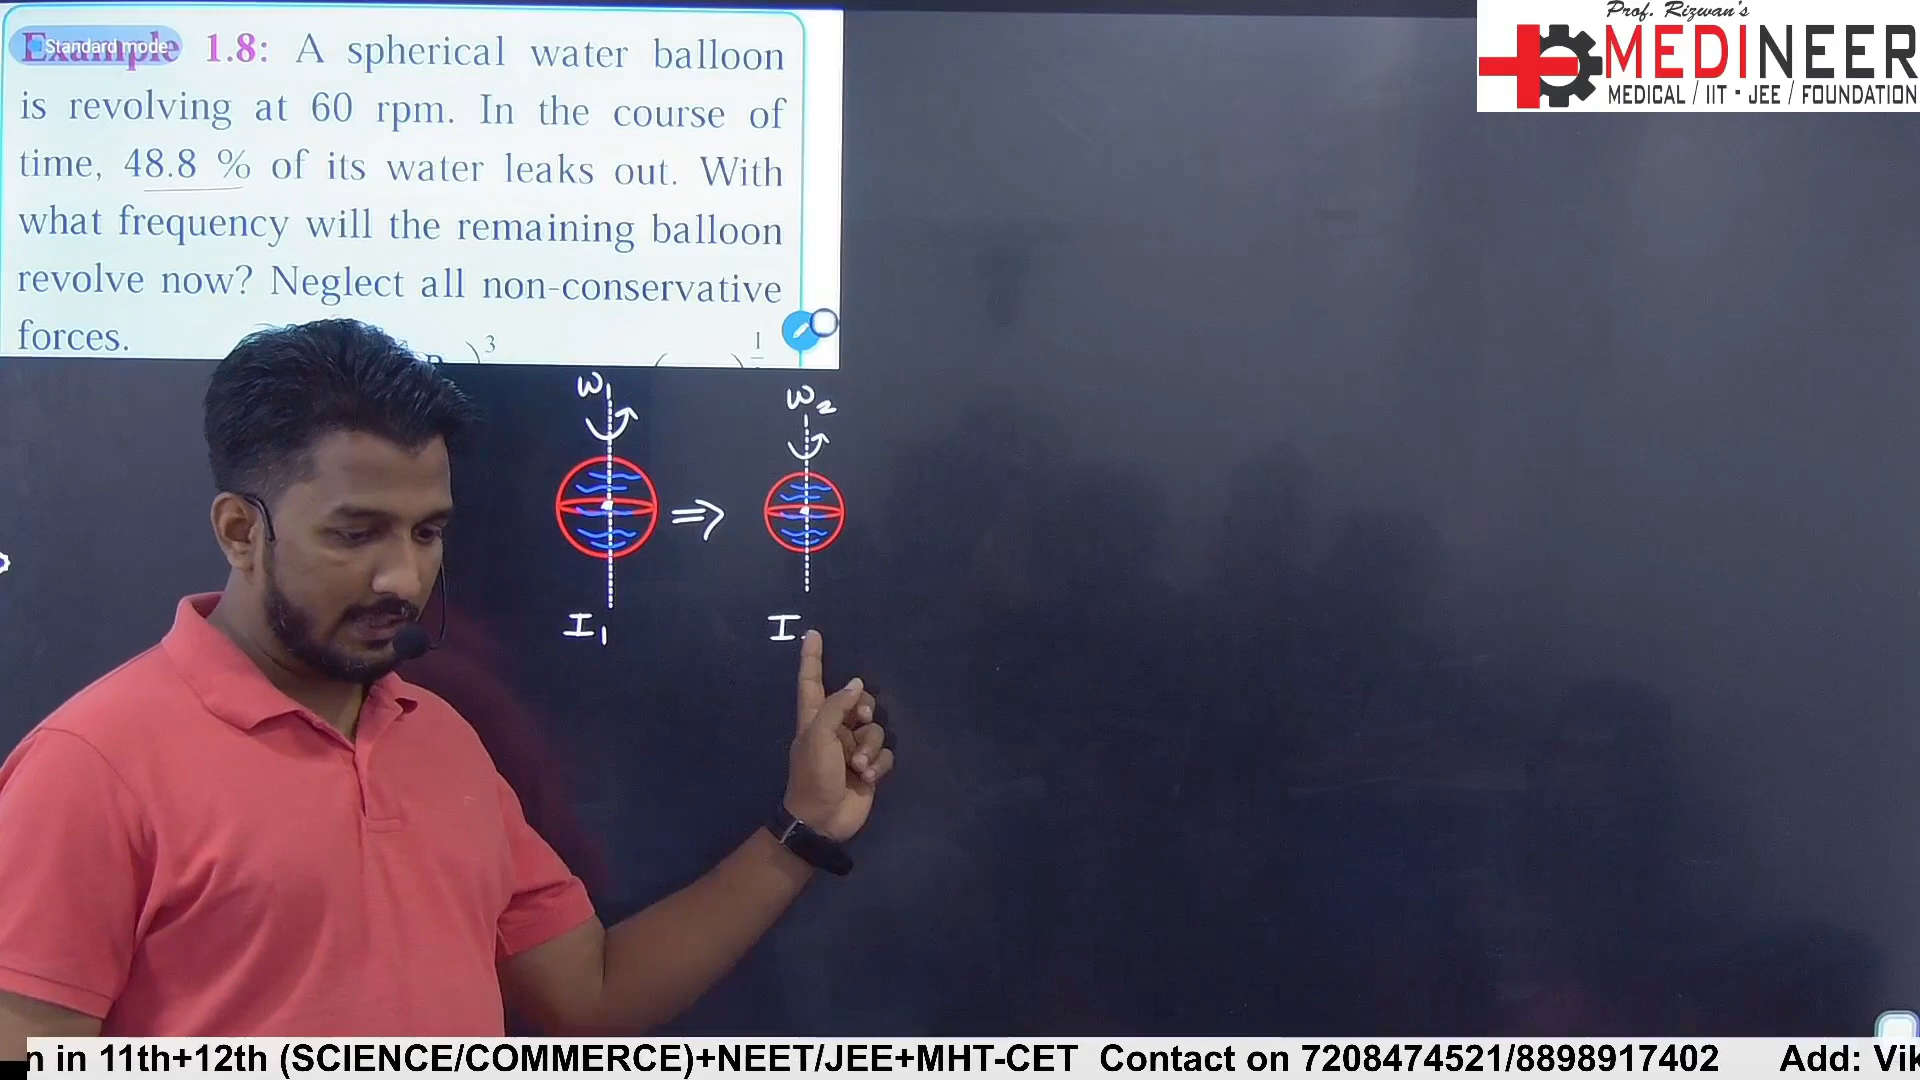 Prof. Rizwan's
MEDINEER
MEDICAL / IIT - JEE / FOUNDATION
Standard mode
Example 1.8: A spherical water balloon
is revolving at 60 rpm. In the course of
time, 48.8 % of its water leaks out. With
what frequency will the remaining balloon
revolve now? Neglect all non-conservative
forces.
3
1
ω1
ω2
I1
I
n in 11th+12th (SCIENCE/COMMERCE)+NEET/JEE+MHT-CET Contact on 7208474521/8898917402 Add: Vik